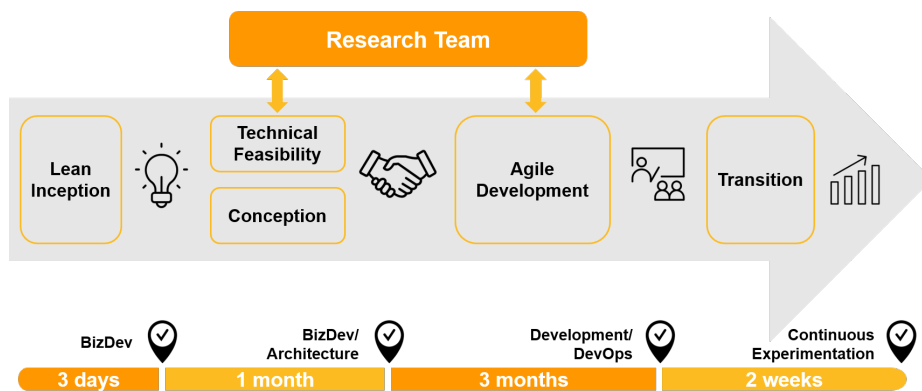 Research Team
Lean
Inception
Technical
Feasibility
Conception
Agile
Development
Transition
BizDev
BizDev/
Architecture
Development/
DevOps
Continuous
Experimentation
3 days
1 month
3 months
2 weeks